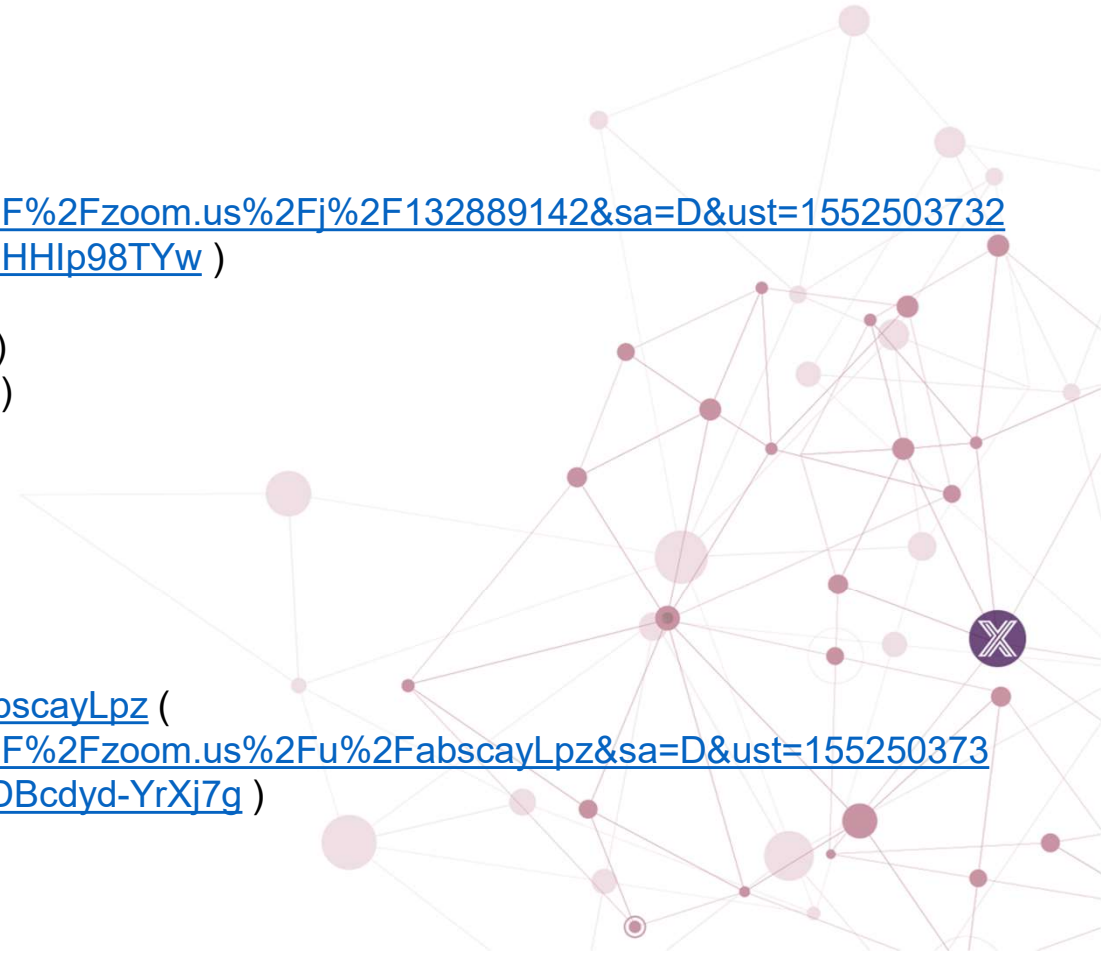 F%2Fzoom.us%2Fj%2F132889142&sa=D&ust=1552503732
HHIp98TYw )
)
)
bscayLpz (
F%2Fzoom.us%2Fu%2FabscayLpz&sa=D&ust=155250373
DBcdyd-YrXj7g )